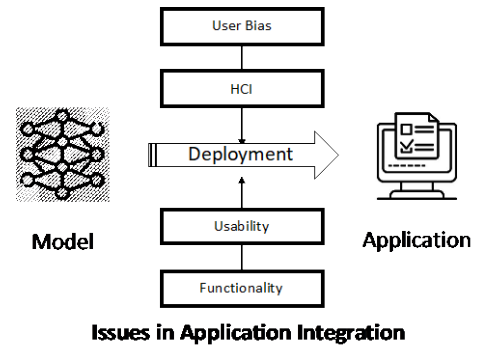 User Bias
HCI
Deployment
Model
Application
Usability
Functionality
Issues in Application Integration